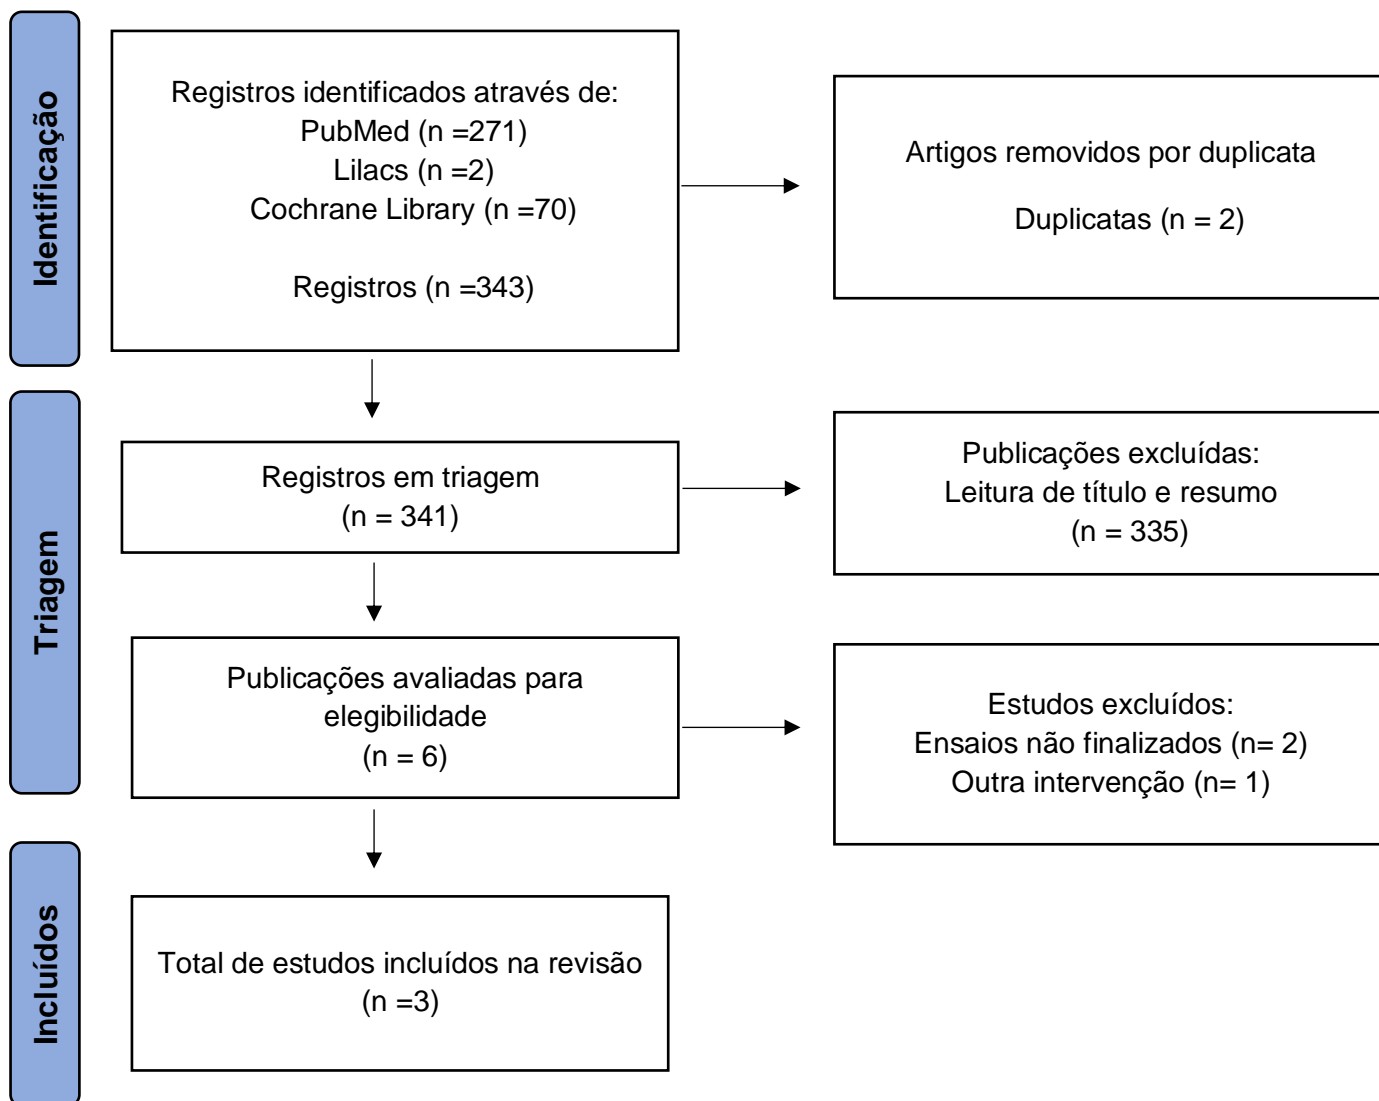 Identificação
Registros identificados através de:
PubMed (n =271)
Lilacs (n =2)
Cochrane Library (n =70)
Registros (n =343)
Artigos removidos por duplicata
Duplicatas (n = 2)
Triagem
Registros em triagem
(n = 341)
Publicações excluídas:
Leitura de título e resumo
(n = 335)
Publicações avaliadas para
elegibilidade
(n = 6)
Estudos excluídos:
Ensaios não finalizados (n= 2)
Outra intervenção (n= 1)
Incluídos
Total de estudos incluídos na revisão
(n =3)